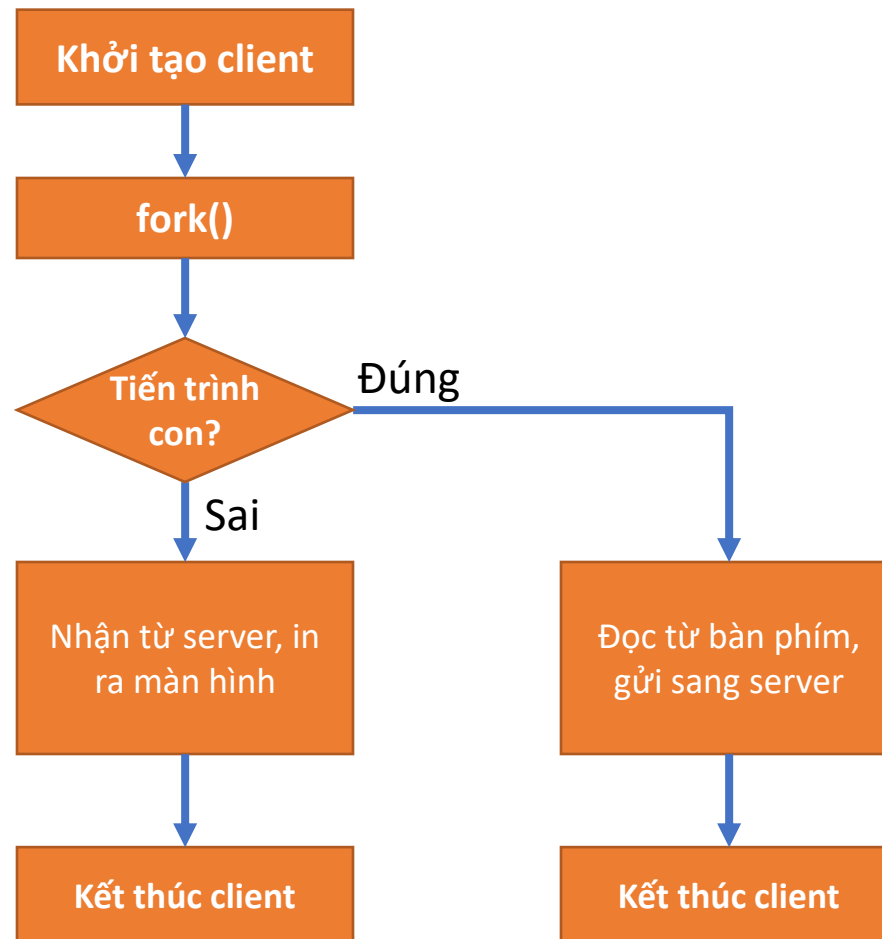 Khởi tạo client
fork()
Tiến trình
con?
Đúng
Sai
Nhận từ server, in
ra màn hình
Đọc từ bàn phím,
gửi sang server
Kết thúc client
Kết thúc client